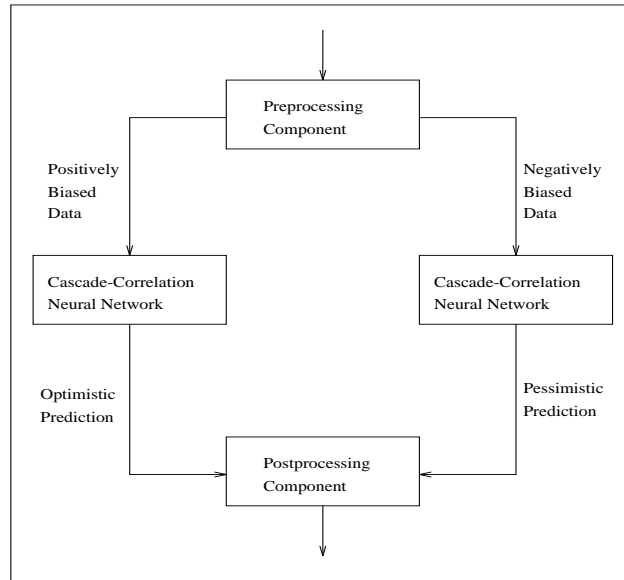 Preprocessing
Component
Positively
Biased
Data
Negatively
Biased
Data
Cascade-Correlation
Neural Network
Cascade-Correlation
Neural Network
Optimistic
Prediction
Pessimistic
Prediction
Postprocessing
Component